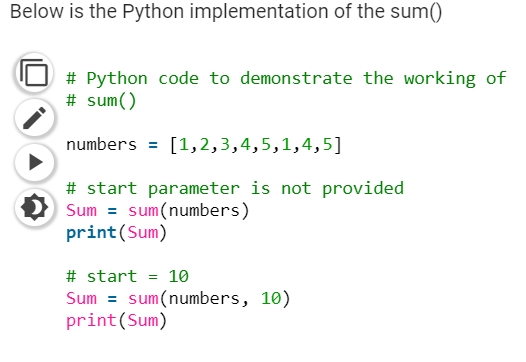 Below is the Python implementation of the sum()
# Python code to demonstrate the working of
# sum()
numbers = [1,2,3,4,5,1,4,5]
# start parameter is not provided
Sum = sum(numbers)
print(Sum)
# start = 10
Sum = sum(numbers, 10)
print(Sum)